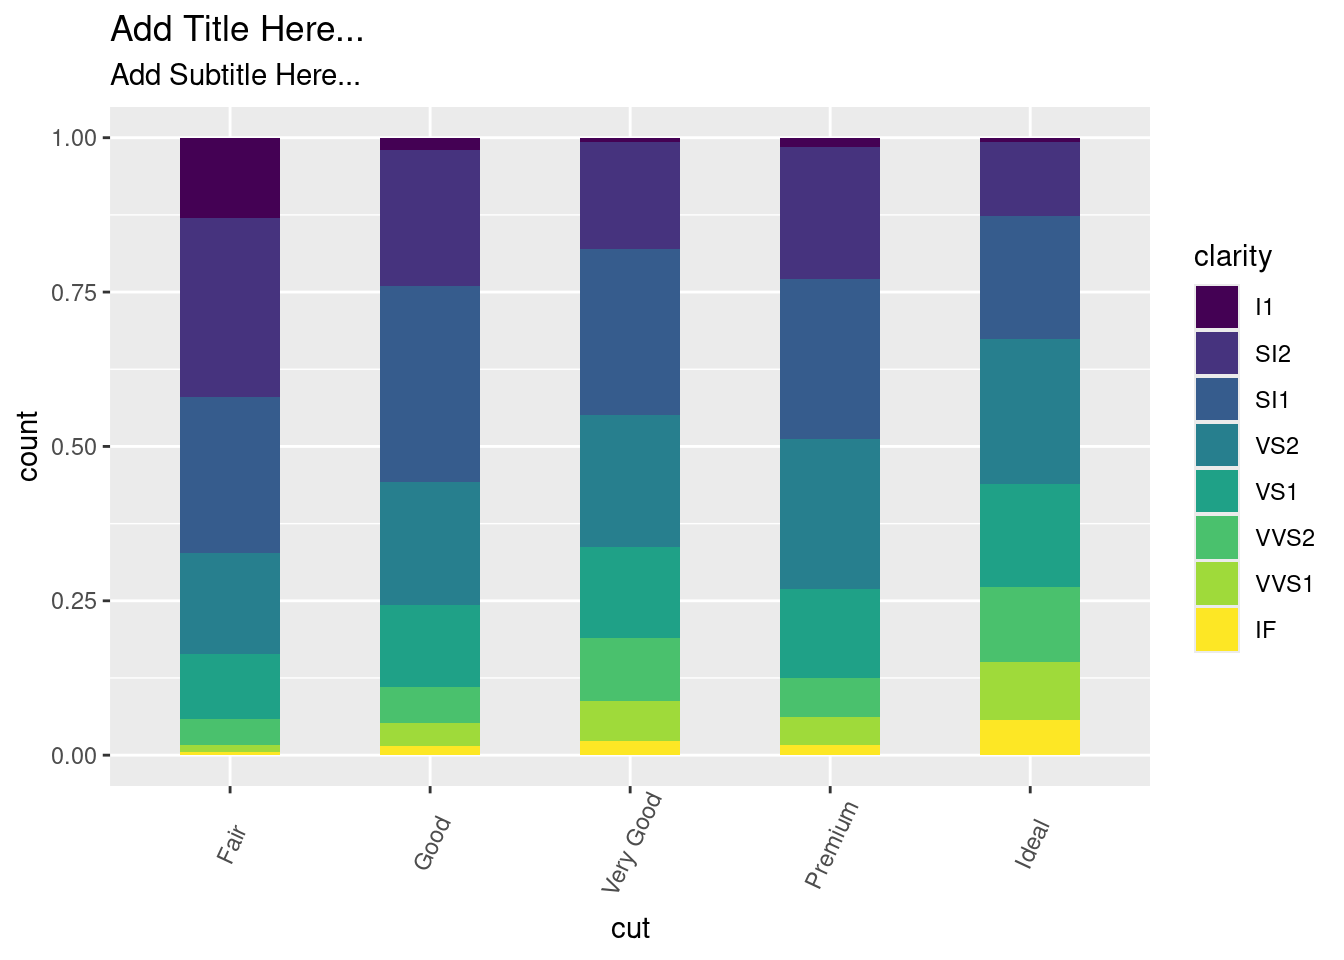 Add Title Here...
Add Subtitle Here...
count
1.00
0.75
0.50
0.25
0.00
Fair
Good
Very Good
Premium
Ideal
cut
clarity
I1
SI2
SI1
VS2
VS1
VVS2
VVS1
IF